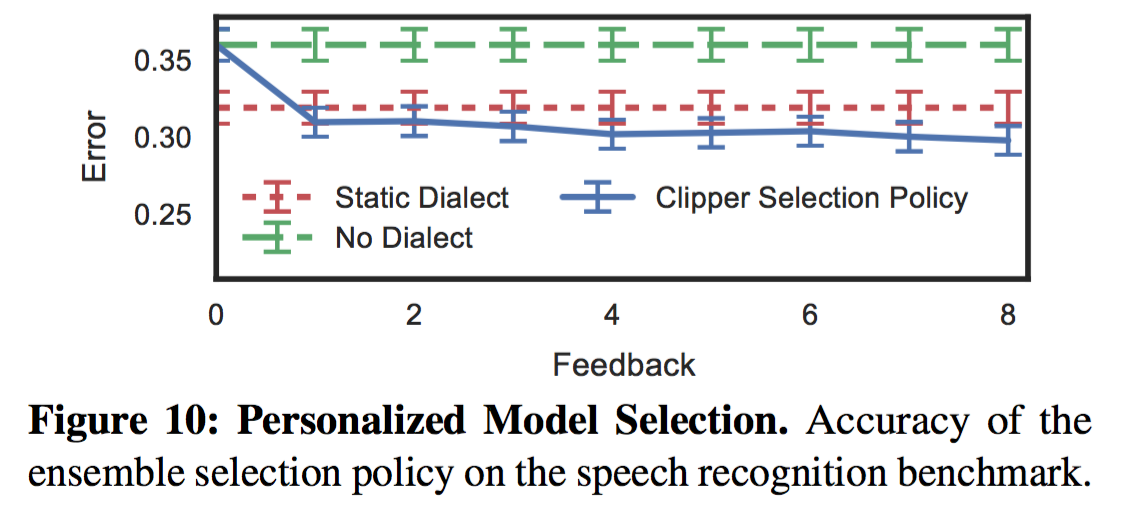 0.35
0.30
0.25
Error
Static Dialect
Clipper Selection Policy
No Dialect
0 2 4 6 8
Feedback
Figure 10: Personalized Model Selection. Accuracy of the
ensemble selection policy on the speech recognition benchmark.